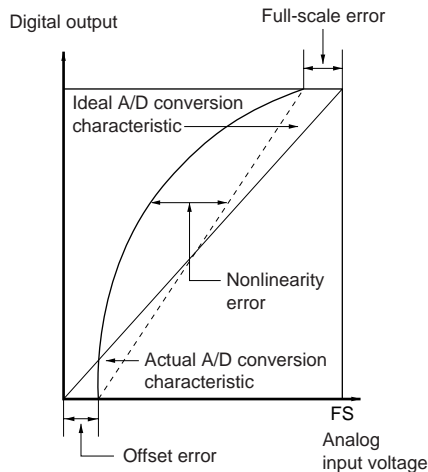 Full-scale error
Digital output
Ideal A/D conversion
characteristic
Nonlinearity
error
Actual A/D conversion
characteristic
FS
Offset error
Analog
input voltage